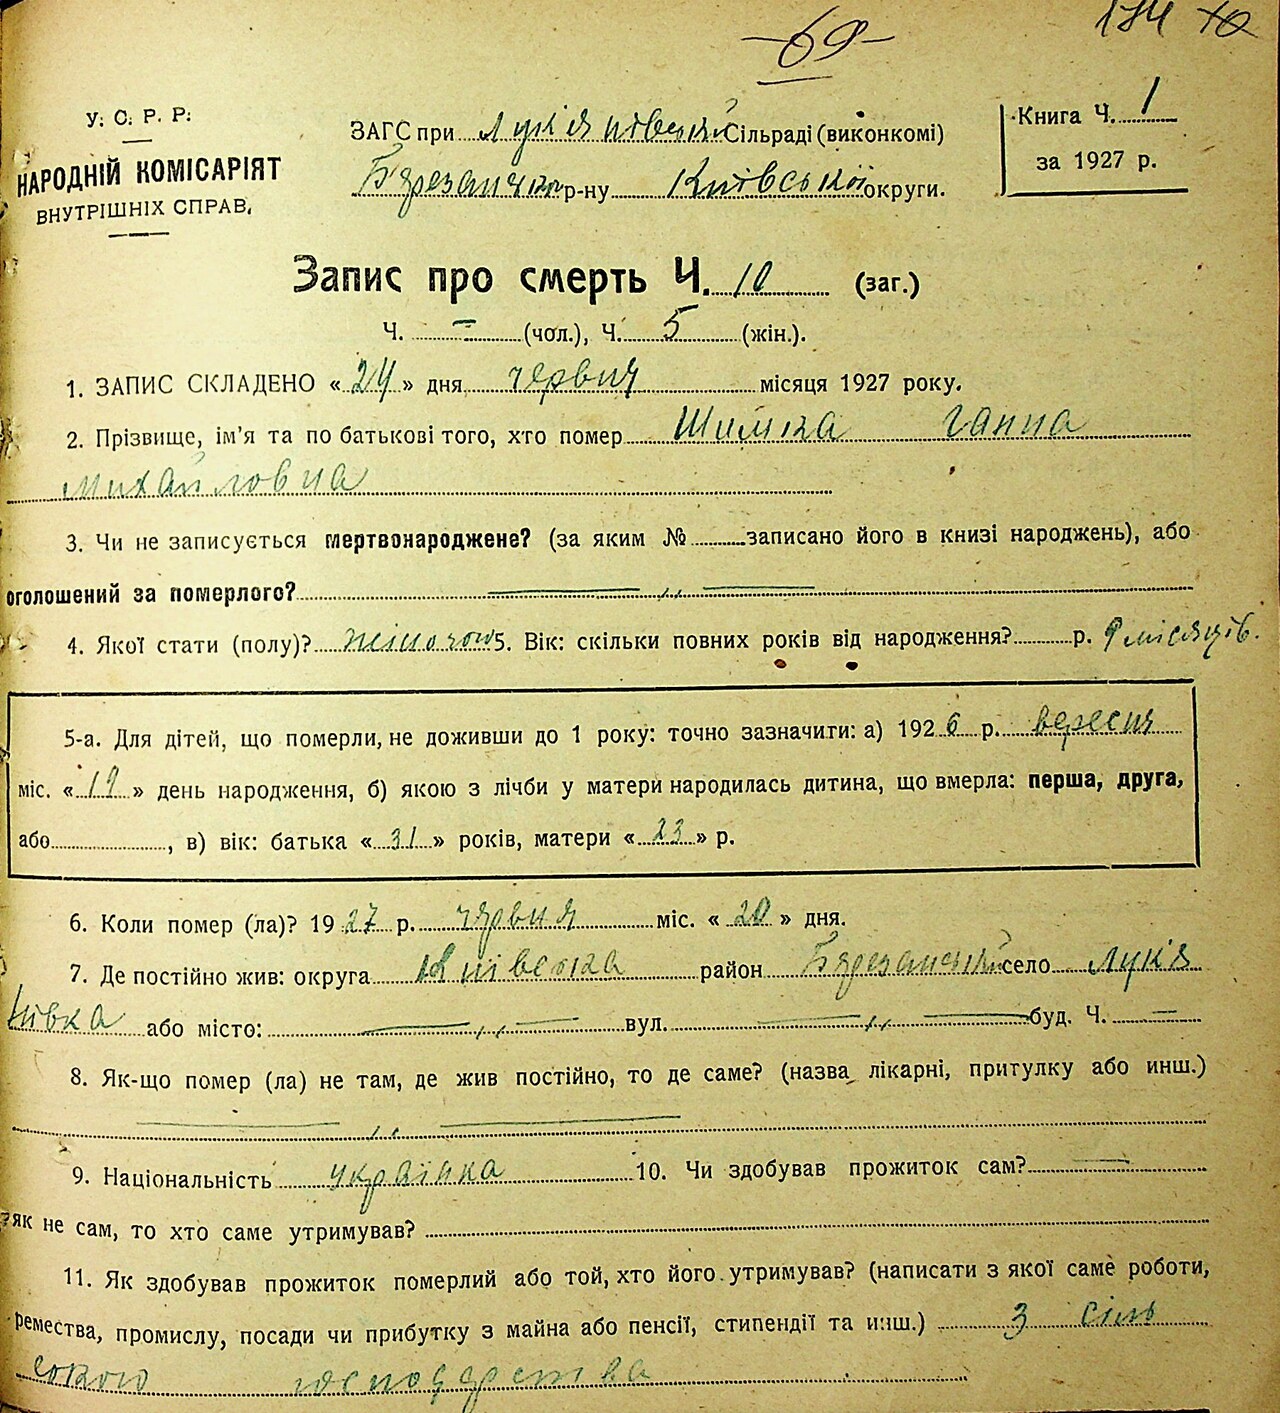 69
174
У. С. Р. Р.
НАРОДНІЙ КОМІСАРІЯТ
ВНУТРІШНІХ СПРАВ.
ЗАГС при Лукіянівській Сільраді (виконкомі)
Березанського р-ну Київської округи.
Книга Ч. 1
за 1927 р.
Запис про смерть Ч. 10 (заг.)
Ч. — (чол.), Ч. 5 (жін.).
1. ЗАПИС СКЛАДЕНО «24» дня червня місяця 1927 року.
2. Прізвище, ім'я та по батькові того, хто помер Шимка Ганна
Михайловна
3. Чи не записується мертвонароджене? (за яким № записано його в книзі народжень), або
оголошений за померлого? — ,, —
4. Якої стати (полу)? жіночої 5. Вік: скільки повних років від народження? р. 9 місяців.
5-а. Для дітей, що померли, не доживши до 1 року: точно зазначити: а) 1926 р. вересня
міс. «19» день народження, б) якою з лічби у матери народилась дитина, що вмерла: перша, друга,
або , в) вік: батька «31» років, матери «23» р.
6. Коли помер (ла)? 1927 р. червня міс. «20» дня.
7. Де постійно жив: округа Київська район Березанський село Лукія
нівка або місто: — ,, — вул. — ,, — буд. Ч. —
8. Як-що помер (ла) не там, де жив постійно, то де саме? (назва лікарні, притулку або инш.)
— ,, —
9. Національність українка 10. Чи здобував прожиток сам? —
як не сам, то хто саме утримував?
11. Як здобував прожиток померлий або той, хто його утримував? (написати з якої саме роботи,
ремества, промислу, посади чи прибутку з майна або пенсії, стипендії та инш.) З сіль
ського господарства